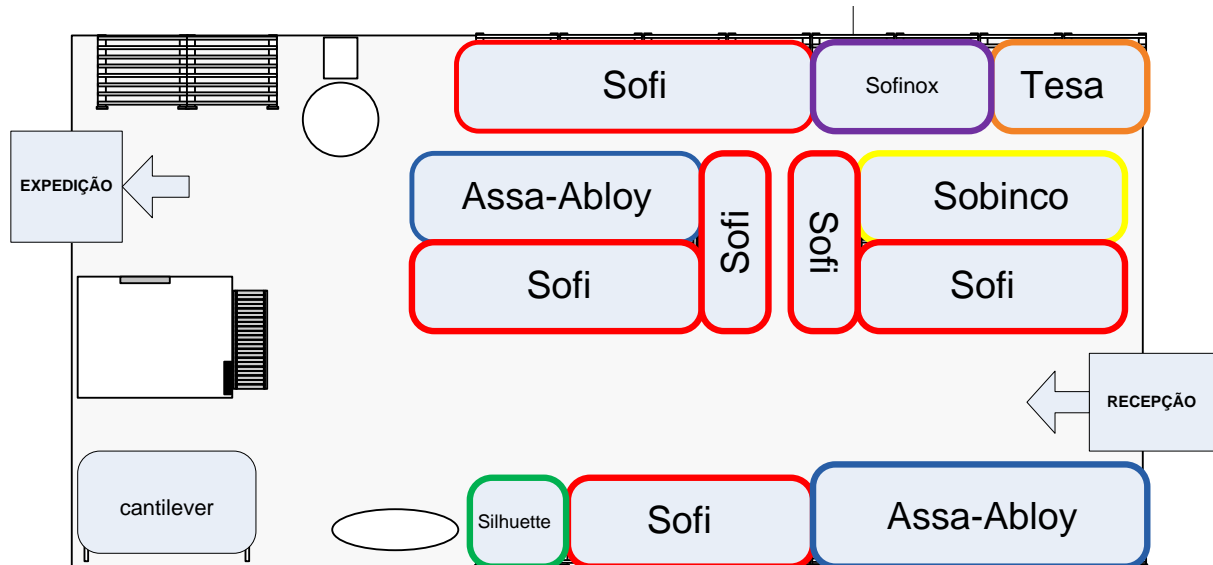 Sofi
Sofinox
Tesa
EXPEDIÇÃO
Assa-Abloy
Sofi
Sofi
Sobinco
Sofi
Sofi
RECEPÇÃO
cantilever
Silhuette
Sofi
Assa-Abloy